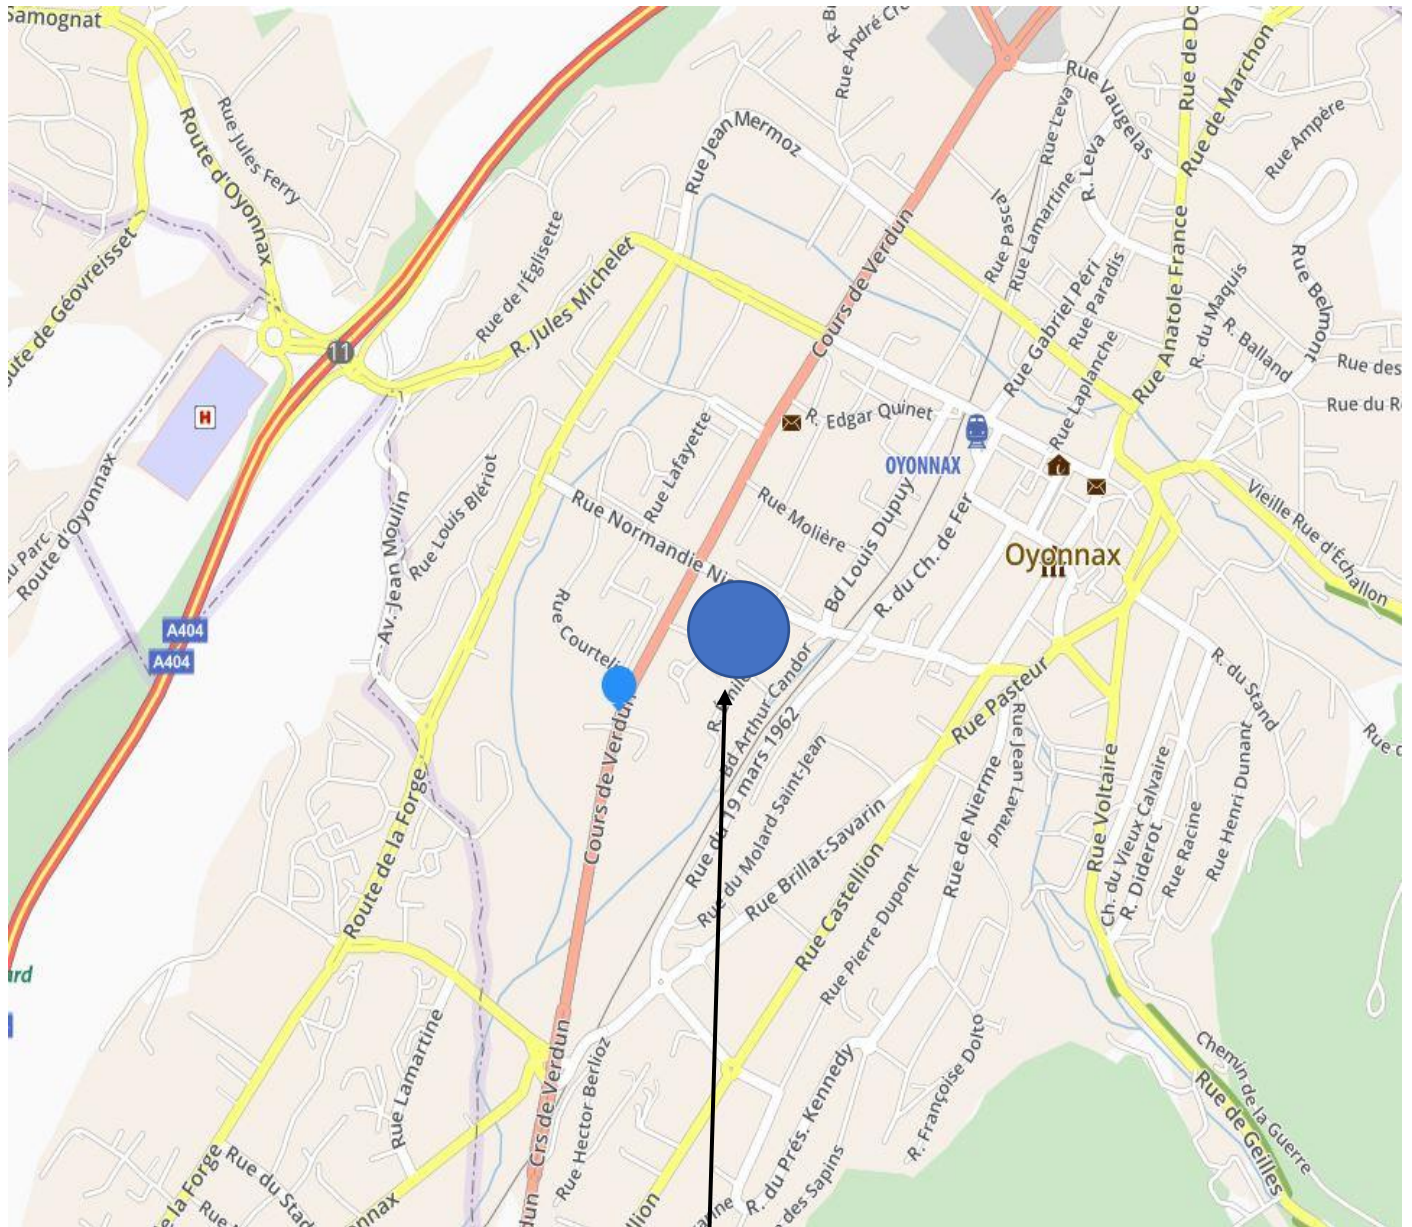 Samognat
Rue Jules Ferry
Route d'Oyonnax
Rue Jean Mermoz
Rue André
Rue Vaugelas
Rue Leva
R. Leva
Rue de
Rue de Marchon
Rue Ampère
Rue Pascal
Rue Lamartine
Rue Anatole France
Rue Belmont
Rue de l'Églisette
R. Jules Michelet
Cours de Verdun
Rue Gabriel Péri
Rue Paradis
R. du Maquis
R. Balland
Rue des
Rue du
de Géovreisset
11
H
R. Edgar Quinet
Rue Laplanche
OYONNAX
Rue Lafayette
Rue Louis Blériot
Rue Normandie
Rue Molière
Bd Louis Dupuy
R. du Ch. de Fer
Oyonnax
Vieille Rue d'Échallon
Route d'Oyonnax
Parc
Av. Jean Moulin
A404
A404
Rue
Bd Arthur Candor
Rue Pasteur
R. du Stand
Rue
Cours de Verdun
Rue du 19 mars 1962
Rue du Molard Saint-Jean
Rue Brillat-Savarin
Rue Castellion
Rue Pierre Dupont
Rue de Nierme
Rue Jean Lavand
Rue Voltaire
Ch. du Vieux Calvaire
R. Diderot
Rue Racine
Rue Henri Dunant
Route de la Forge
Rue Lamartine
Crs de Verdun
Rue Hector Berlioz
R. du Prés. Kennedy
R. Françoise Dolto
des Sapins
Chemin de la Guerre
Rue de Geilles
la Forge
Rue du